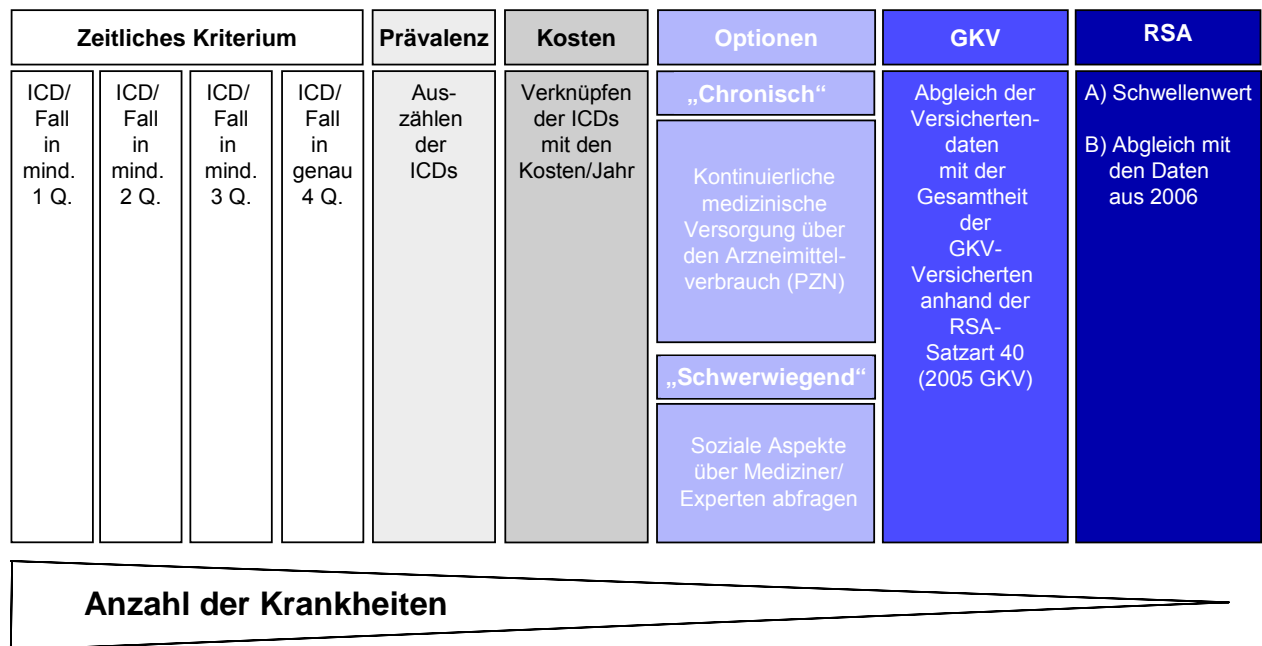 Zeitliches Kriterium
Prävalenz
Kosten
Optionen
GKV
RSA
ICD/
Fall
in
mind.
1 Q.
ICD/
Fall
in
mind.
2 Q.
ICD/
Fall
in
mind.
3 Q.
ICD/
Fall
in
genau
4 Q.
Aus-
zählen
der
ICDs
Verknüpfen
der ICDs
mit den
Kosten/Jahr
„Chronisch“
Kontinuierliche
medizinische
Versorgung über
den Arzneimittel-
verbrauch (PZN)
„Schwerwiegend“
Soziale Aspekte
über Mediziner/
Experten abfragen
Abgleich der
Versicherten-
daten
mit der
Gesamtheit
der
GKV-
Versicherten
anhand der
RSA-
Satzart 40
(2005 GKV)
A) Schwellenwert
B) Abgleich mit
den Daten
aus 2006
Anzahl der Krankheiten